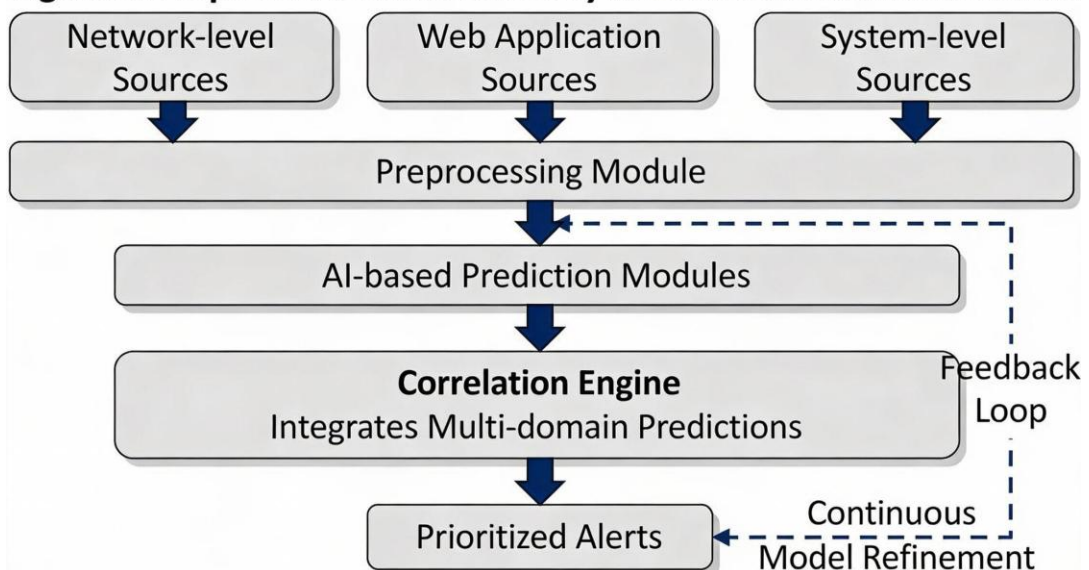 Network-level
Sources
Web Application
Sources
System-level
Sources
Preprocessing Module
AI-based Prediction Modules
Correlation Engine
Integrates Multi-domain Predictions
Feedback
Loop
Prioritized Alerts
Continuous
Model Refinement